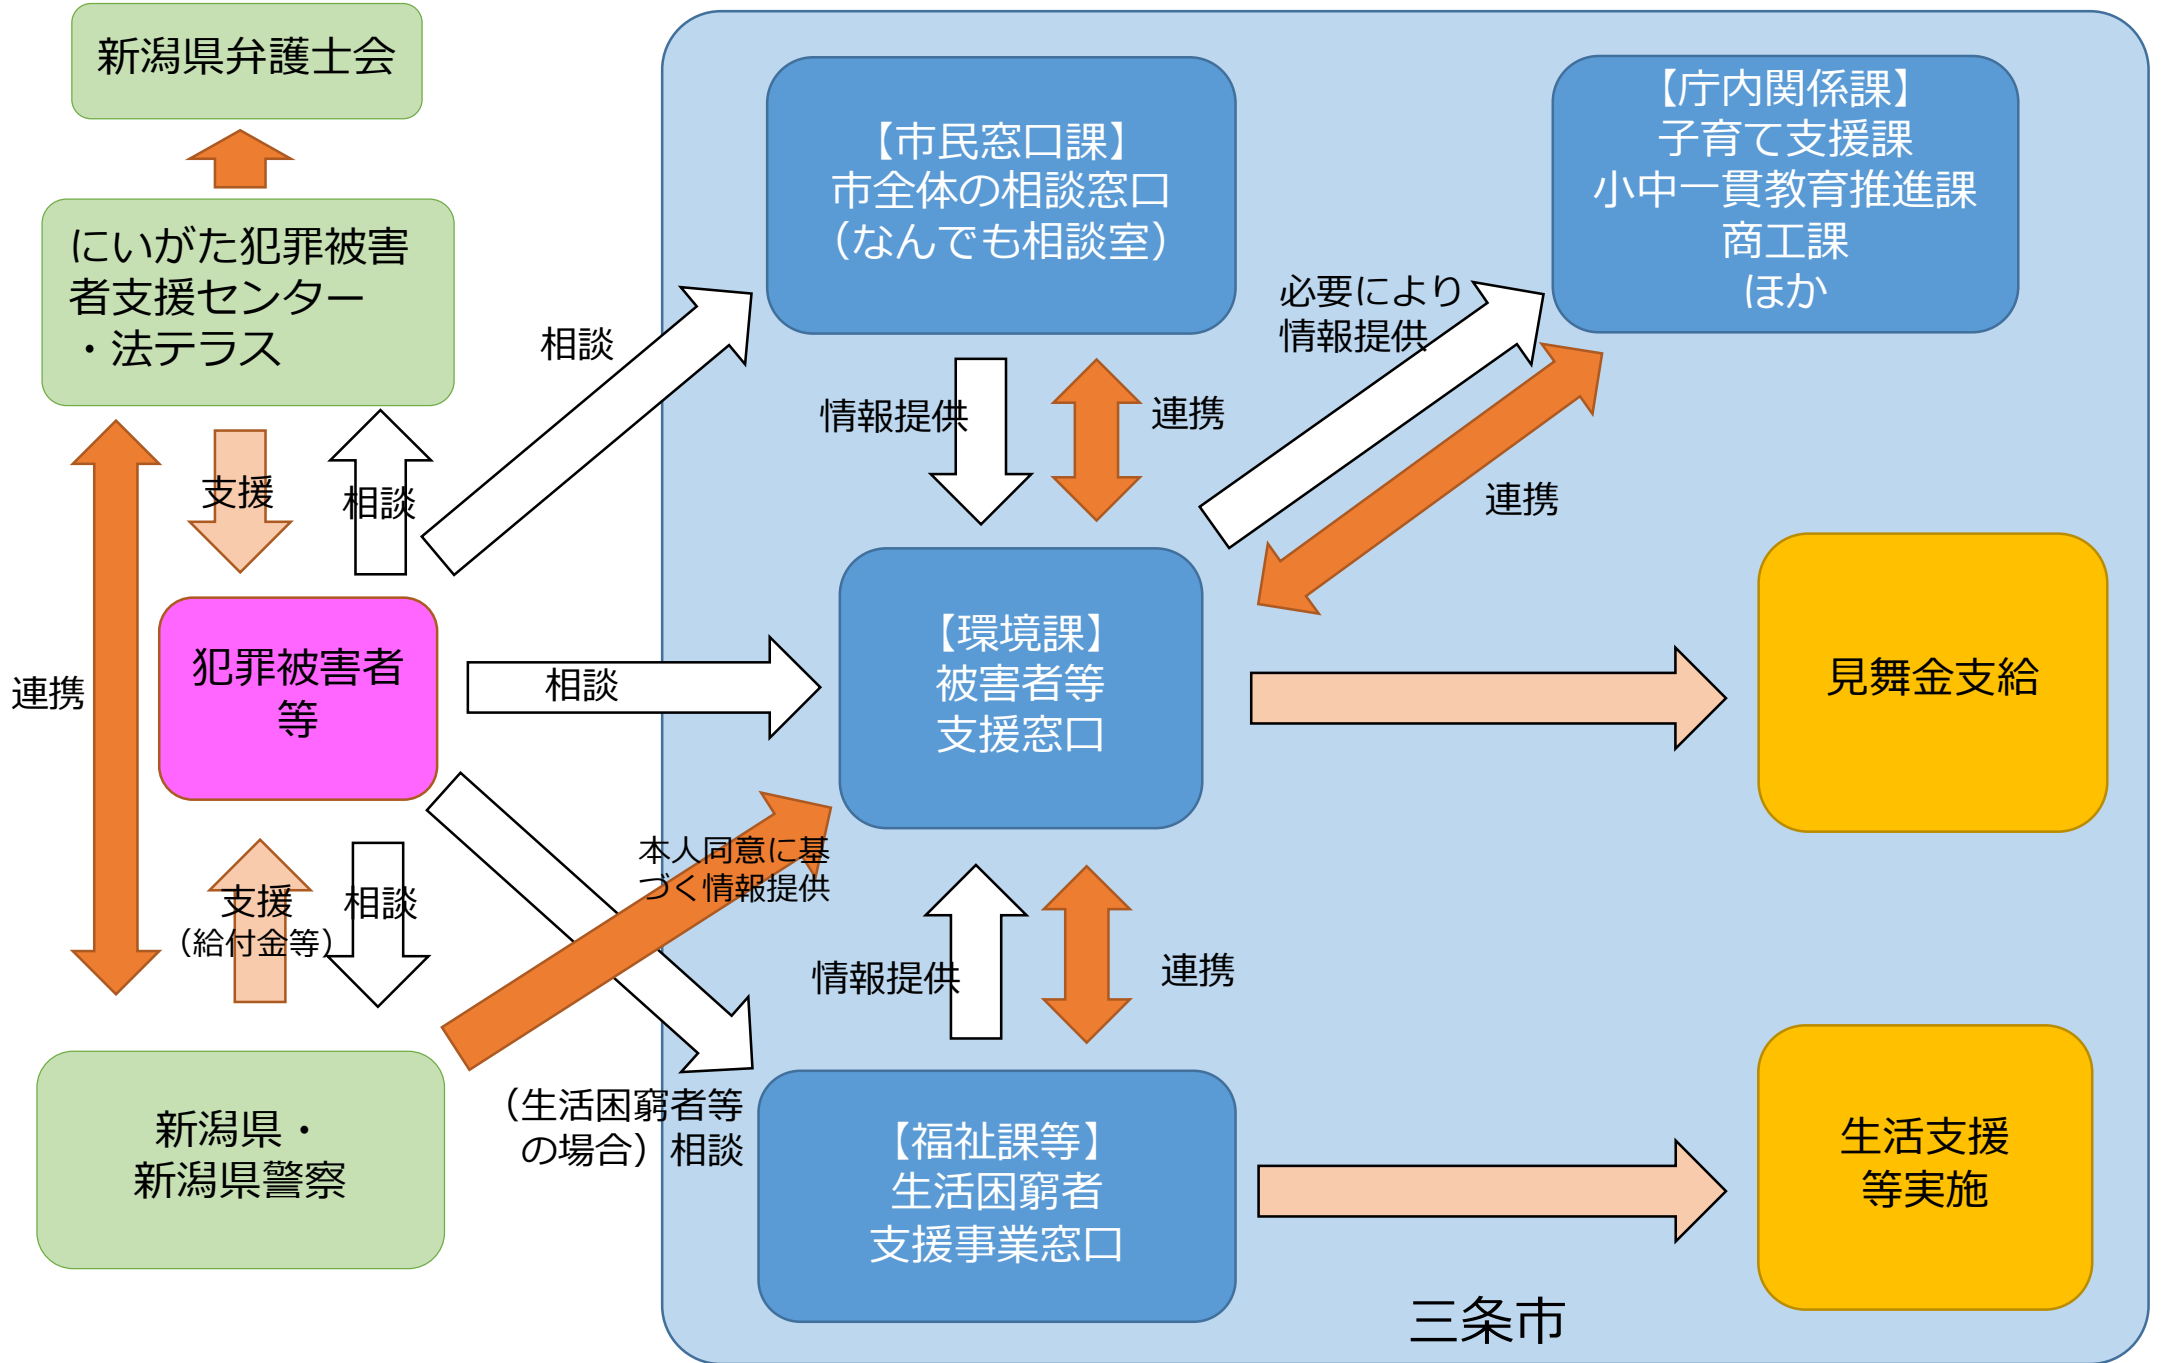 新潟県弁護士会
にいがた犯罪被害
者支援センター
・法テラス
支援
相談
連携
犯罪被害者
等
支援
（給付金等）
相談
新潟県・
新潟県警察
相談
相談
本人同意に基
づく情報提供
（生活困窮者等
の場合）相談
【市民窓口課】
市全体の相談窓口
（なんでも相談室）
情報提供
連携
【環境課】
被害者等
支援窓口
情報提供
連携
【福祉課等】
生活困窮者
支援事業窓口
必要により
情報提供
連携
【庁内関係課】
子育て支援課
小中一貫教育推進課
商工課
ほか
見舞金支給
生活支援
等実施
三条市